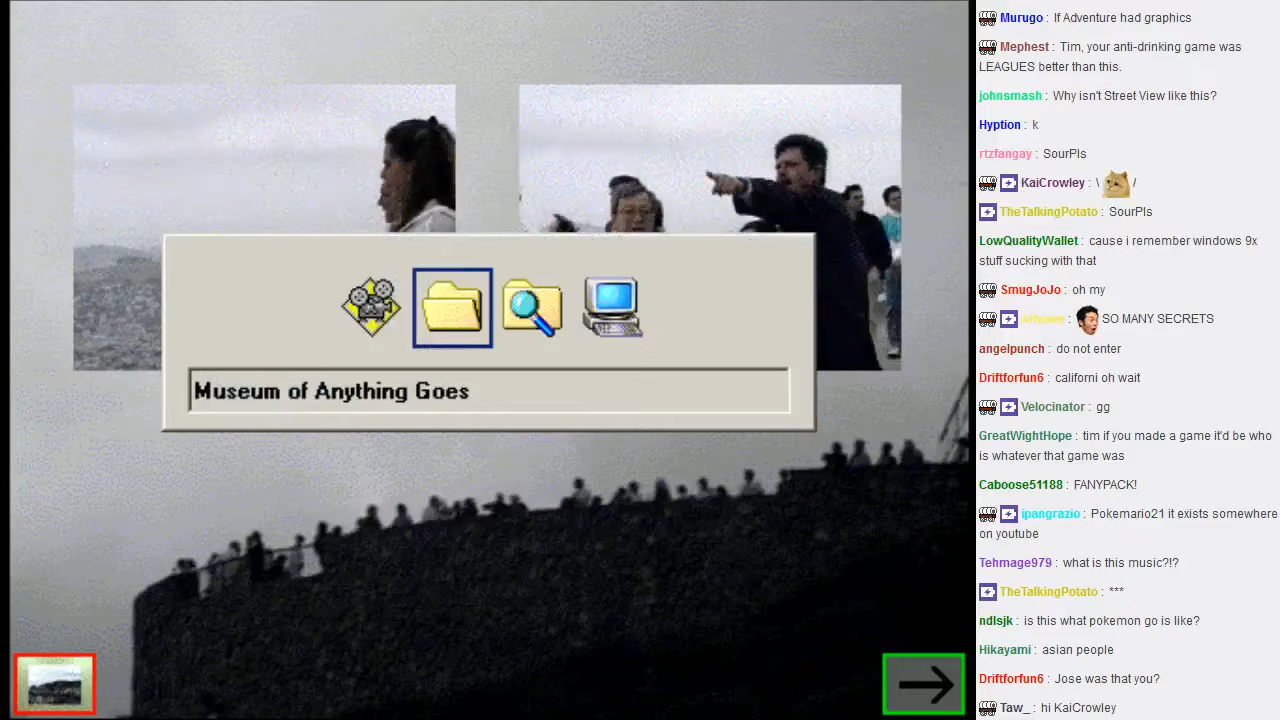 Museum of Anything Goes
Murugo : If Adventure had graphics
Mephest : Tim, your anti-drinking game was
LEAGUES better than this.
johnsmash : Why isn't Street View like this?
Hyption : k
rtzfangay : SourPls
KaiCrowley : \ /
TheTalkingPotato : SourPls
LowQualityWallet : cause i remember windows 9x
stuff sucking with that
SmugJoJo : oh my
Arhowe : SO MANY SECRETS
angelpunch : do not enter
Driftforfun6 : californi oh wait
Velocinator : gg
GreatWightHope : tim if you made a game it'd be who
is whatever that game was
Caboose51188 : FANYPACK!
ipangrazio : Pokemario21 it exists somewhere
on youtube
Tehmage979 : what is this music?!?
TheTalkingPotato : ***
ndlsjk : is this what pokemon go is like?
Hikayami : asian people
Driftforfun6 : Jose was that you?
Taw_ : hi KaiCrowley